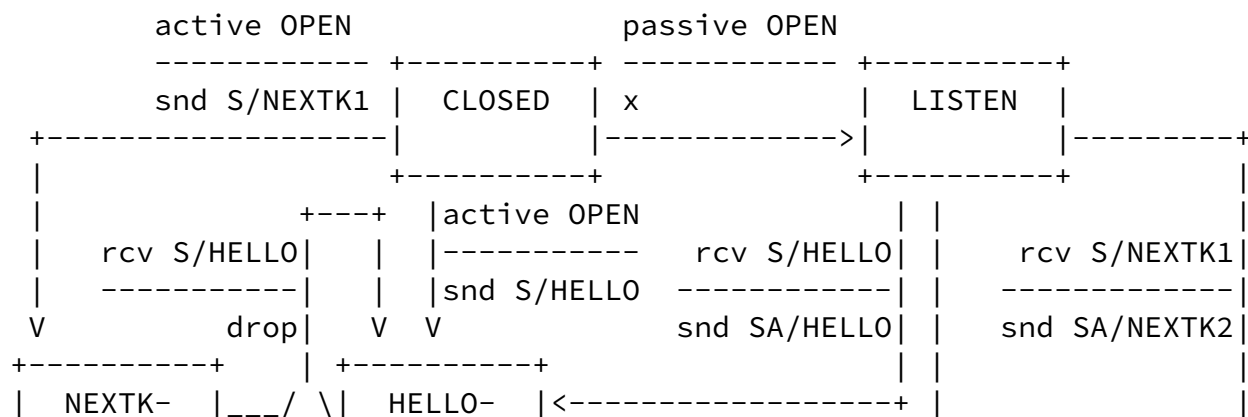 active OPEN                passive OPEN
------------ +----------+ ------------ +----------+
snd S/NEXTK1 |  CLOSED  | x            |  LISTEN  |
+--------------------|          |------------->|          |---------+
|                    +----------+              +----------+         |
|              +---+  |active OPEN               | |                |
|   rcv S/HELLO|   |  |-----------   rcv S/HELLO| |    rcv S/NEXTK1|
|   -----------|   |  |snd S/HELLO  ------------| |   -------------|
V          drop|   V  V             snd SA/HELLO| |   snd SA/NEXTK2|
+----------+    | +----------+                   | |                |
|  NEXTK-  |___/ \|  HELLO-  |<------------------+ |                |